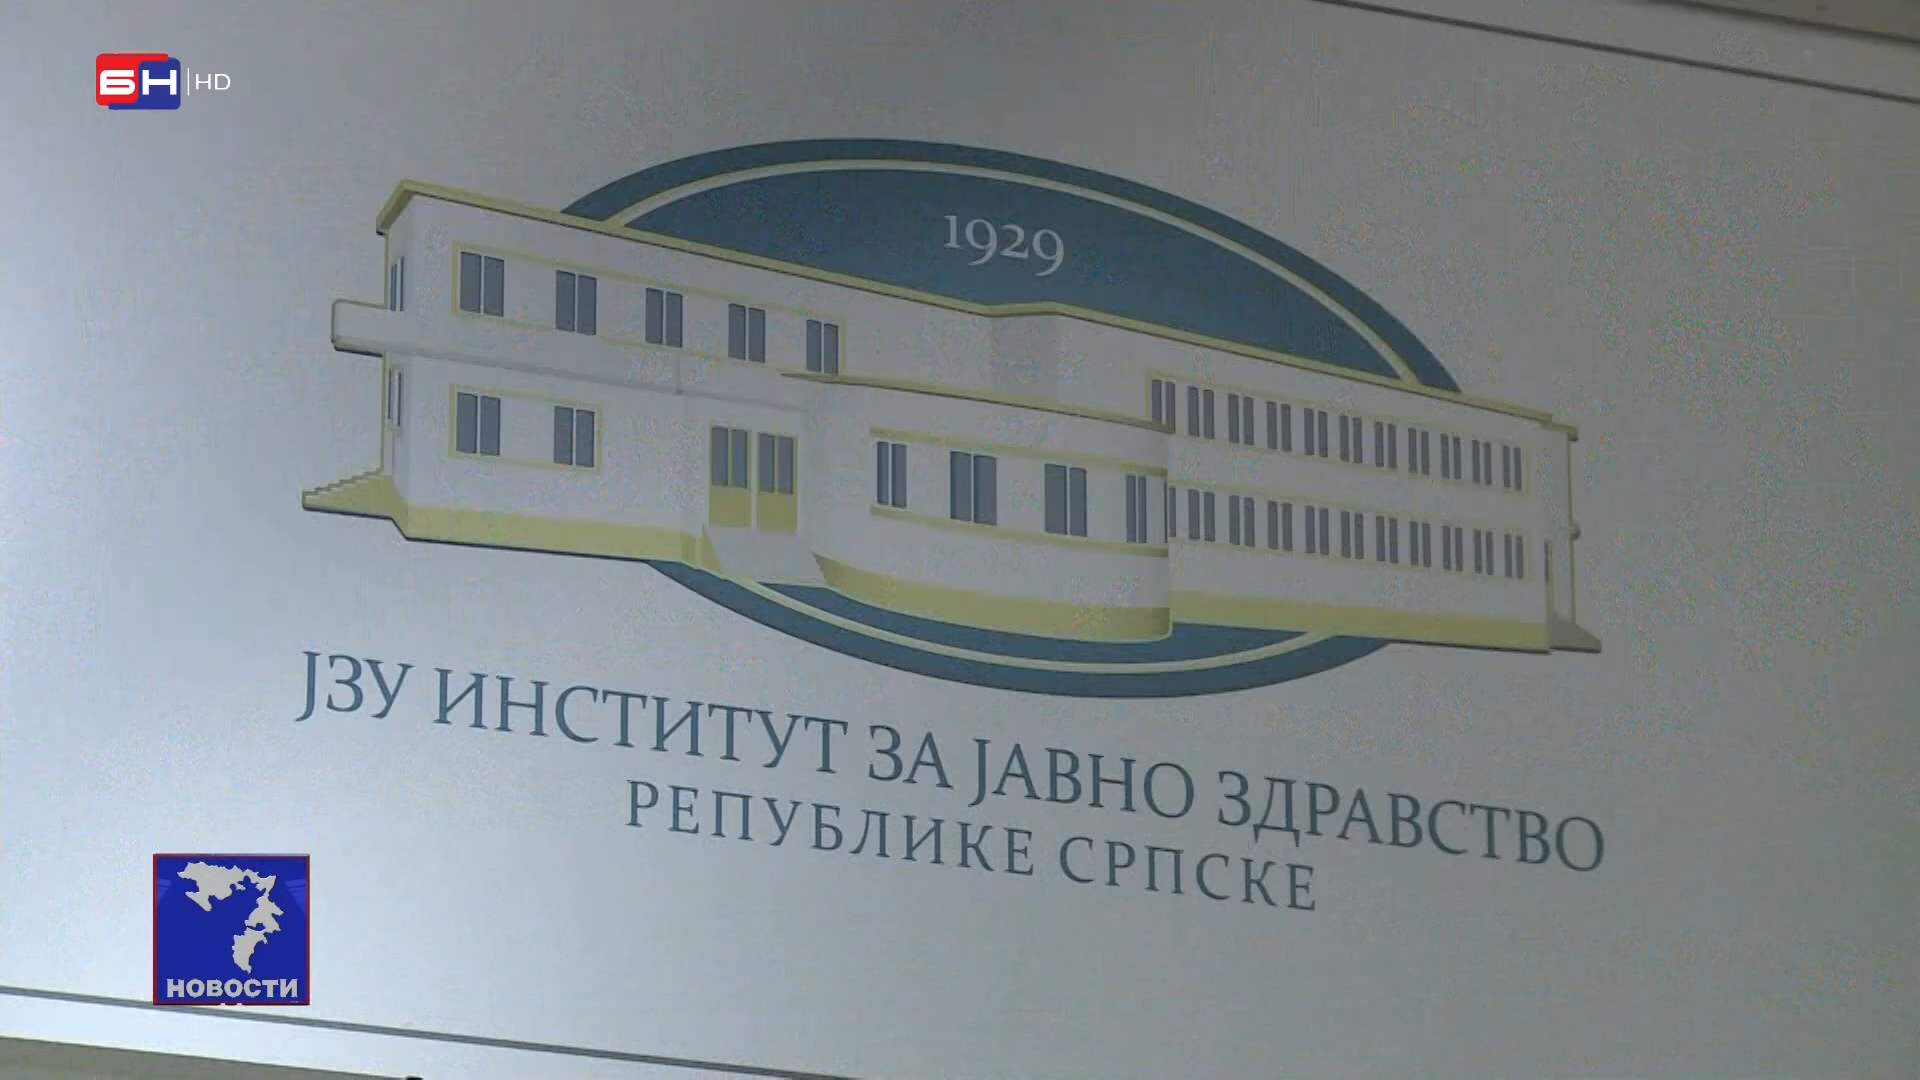 БН HD
1929
ЈЗУ ИНСТИТУТ ЗА ЈАВНО ЗДРАВСТВО
РЕПУБЛИКЕ СРПСКЕ
НОВОСТИ